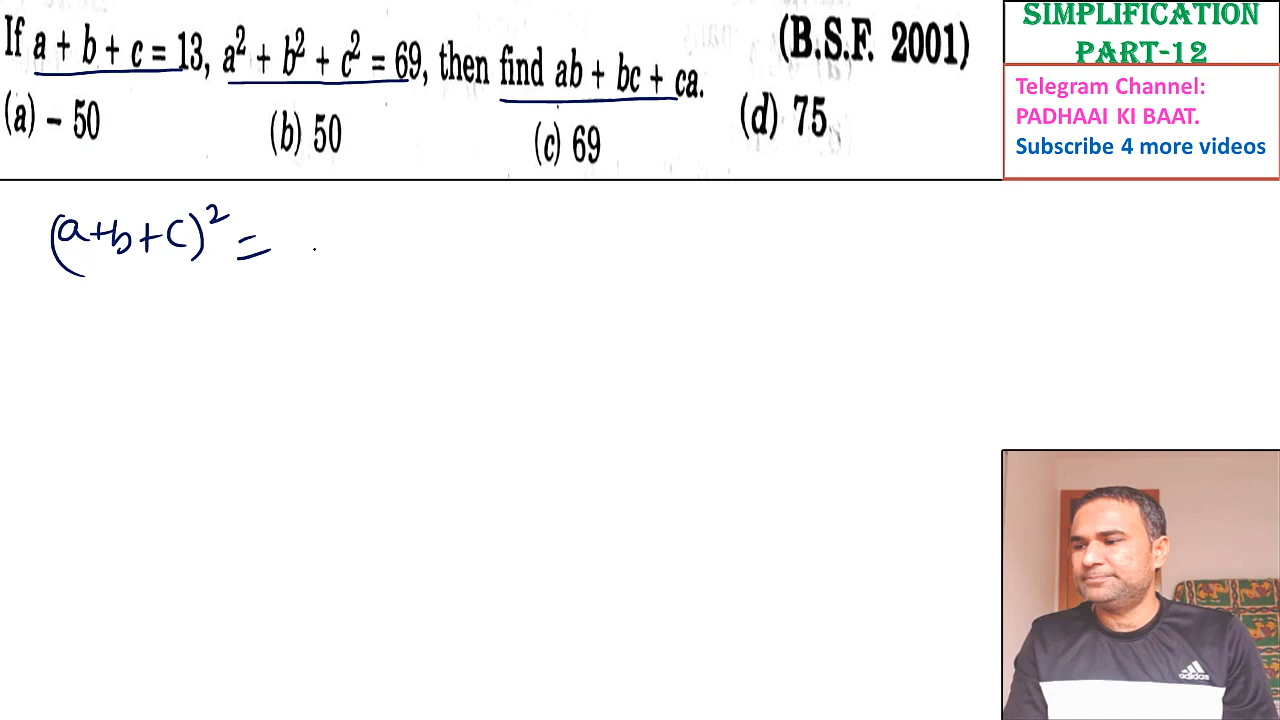 If a + b + c = 13, a² + b² + c² = 69, then find ab + bc + ca. (B.S.F. 2001)
(a) – 50 (b) 50 (c) 69 (d) 75
(a+b+c)² =
SIMPLIFICATION
PART-12
Telegram Channel:
PADHAAI KI BAAT.
Subscribe 4 more videos
adidas